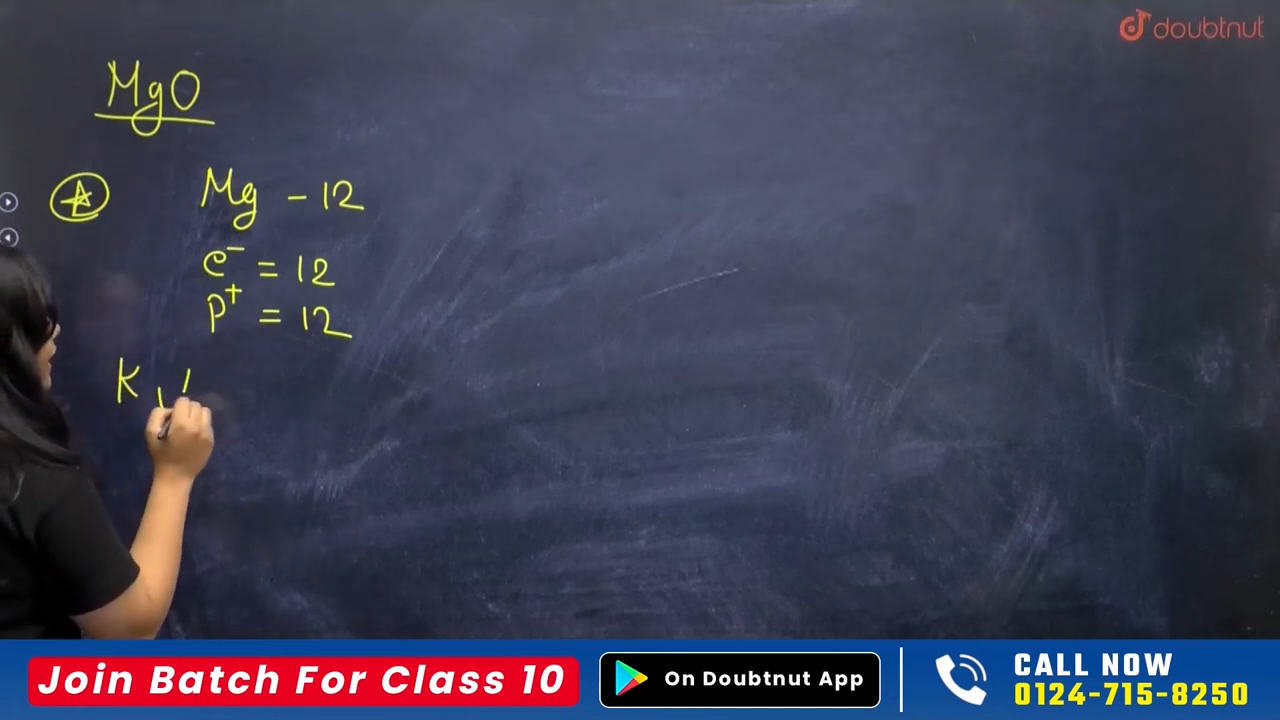 doubtnut
MgO
Mg - 12
e⁻ = 12
p⁺ = 12
K
Join Batch For Class 10
On Doubtnut App
CALL NOW
0124-715-8250